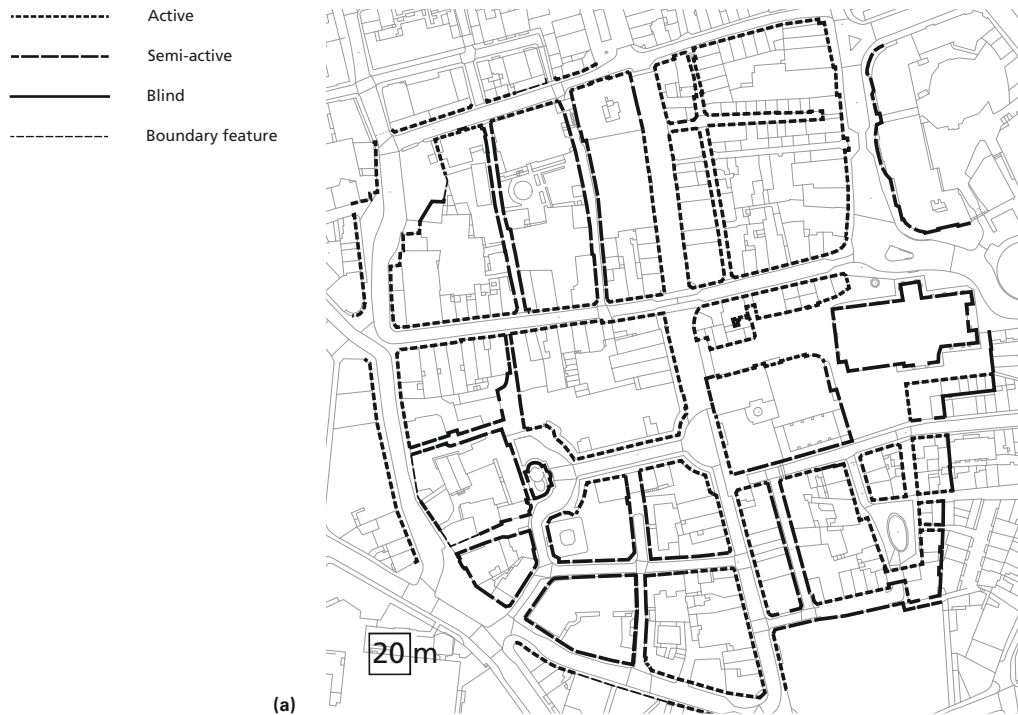 Active
Semi-active
Blind
Boundary feature
20 m
(a)